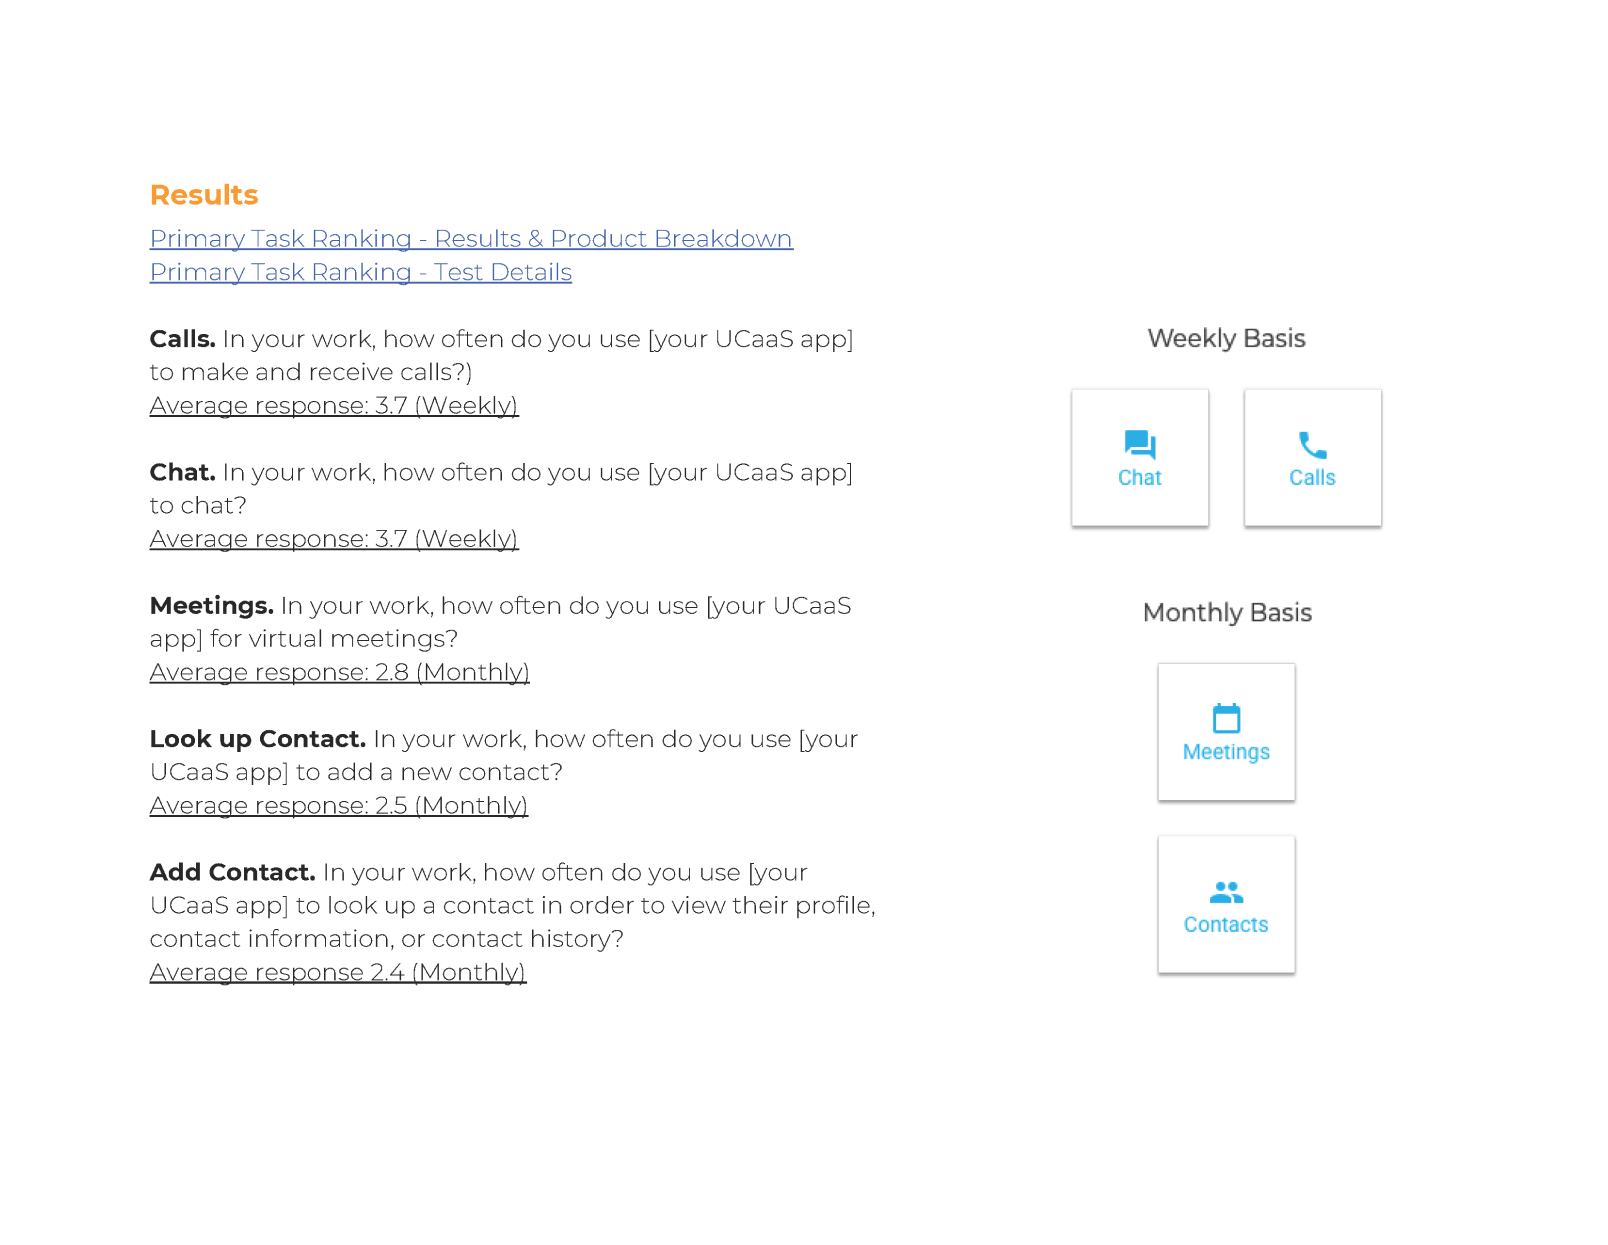 Results
Primary Task Ranking - Results & Product Breakdown
Primary Task Ranking - Test Details
Calls. In your work, how often do you use [your UCaaS app]
to make and receive calls?)
Average response: 3.7 (Weekly)
Chat. In your work, how often do you use [your UCaaS app]
to chat?
Average response: 3.7 (Weekly)
Meetings. In your work, how often do you use [your UCaaS
app] for virtual meetings?
Average response: 2.8 (Monthly)
Look up Contact. In your work, how often do you use [your
UCaaS app] to add a new contact?
Average response: 2.5 (Monthly)
Add Contact. In your work, how often do you use [your
UCaaS app] to look up a contact in order to view their profile,
contact information, or contact history?
Average response 2.4 (Monthly)
Weekly Basis
Chat
Calls
Monthly Basis
Meetings
Contacts